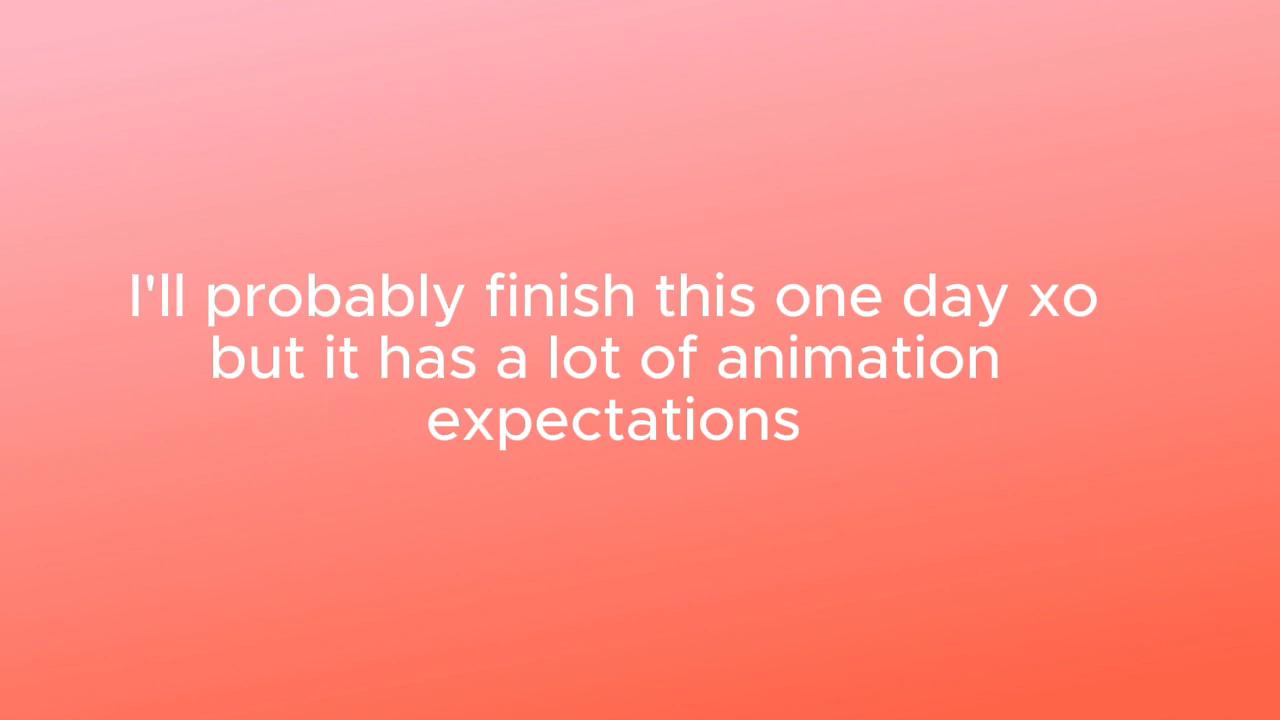 I'll probably finish this one day xo
but it has a lot of animation
expectations